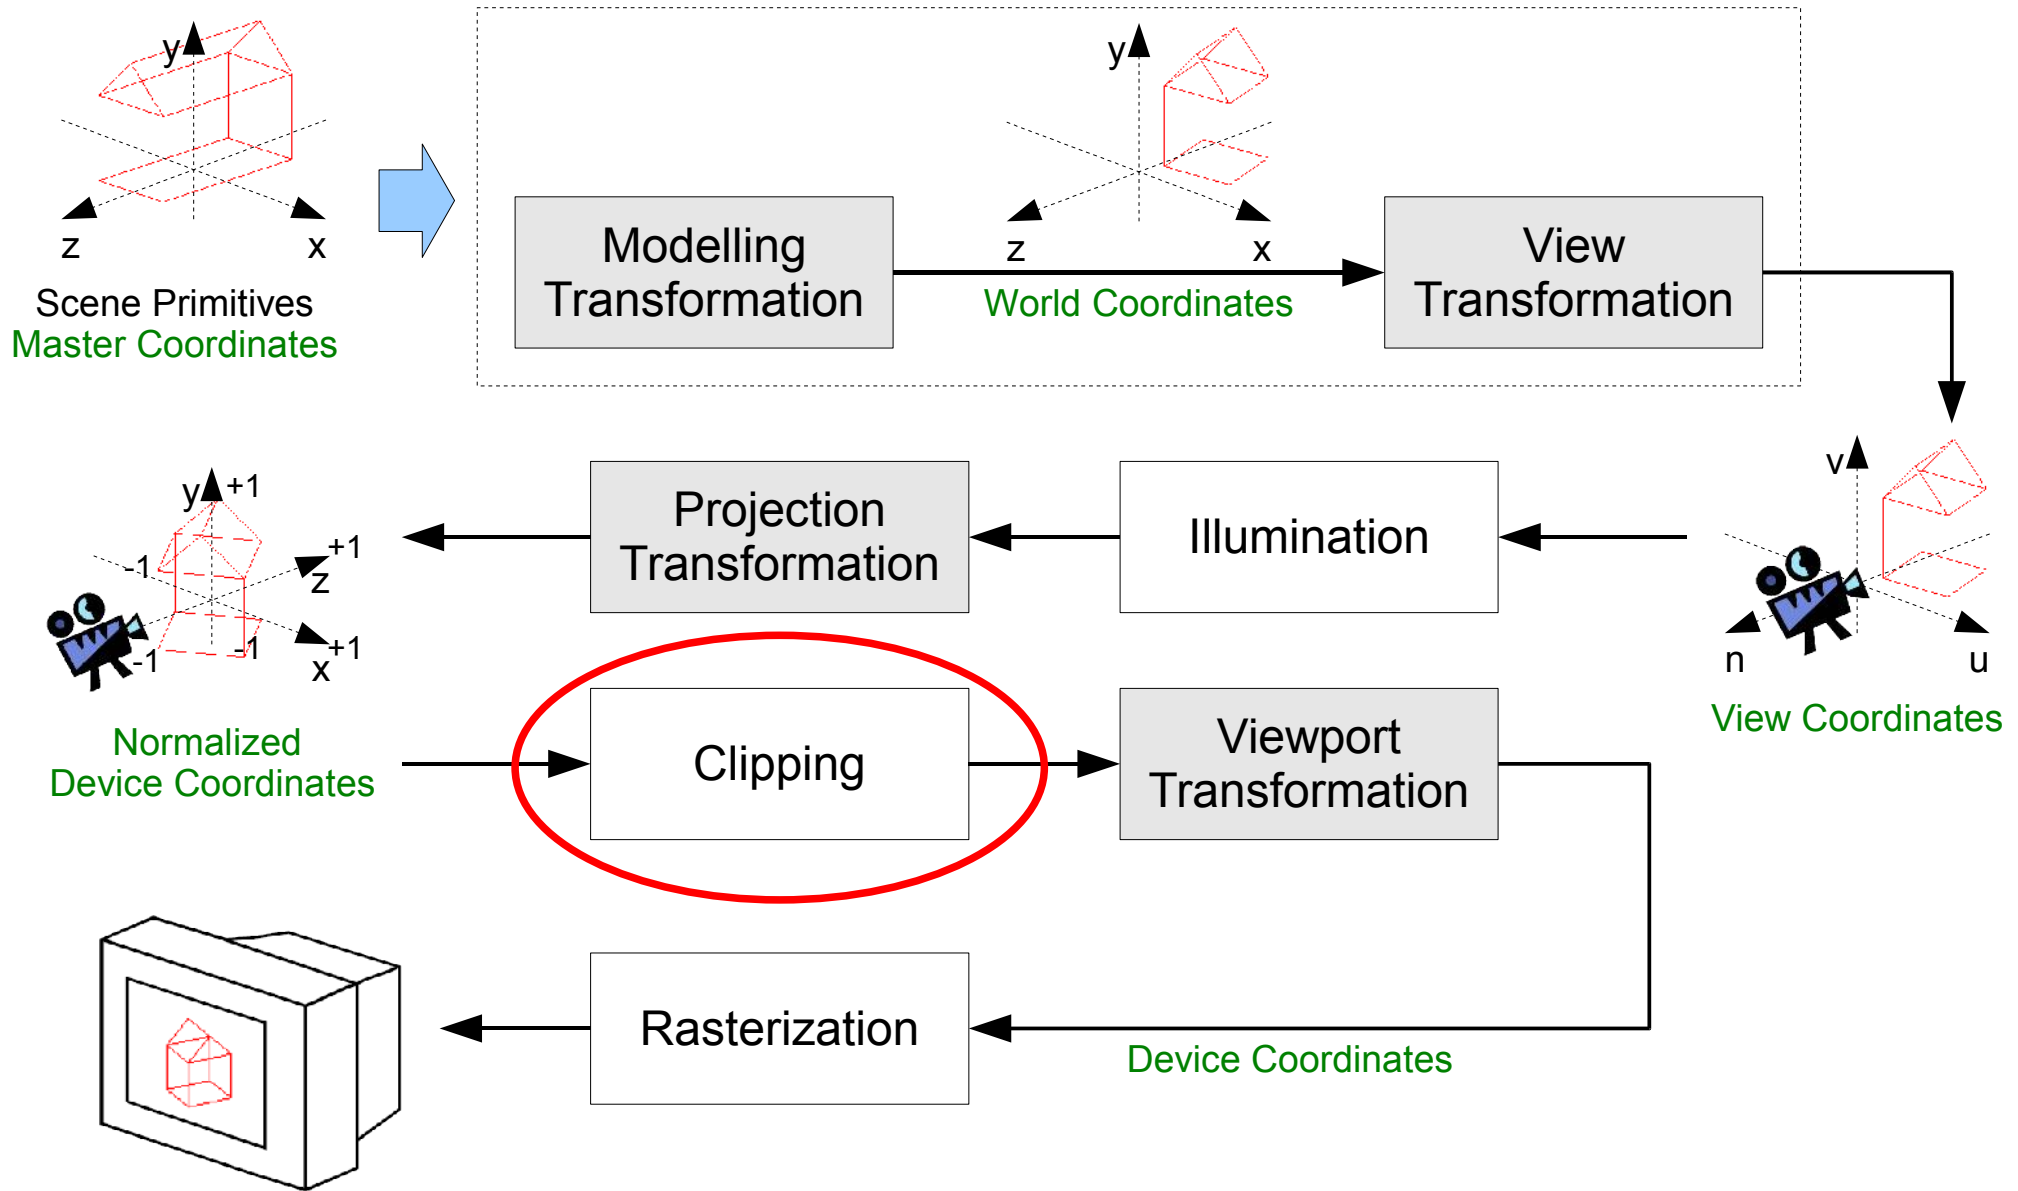 y
z
x
Scene Primitives
Master Coordinates
Modelling
Transformation
y
z
x
World Coordinates
View
Transformation
v
n
u
View Coordinates
Illumination
Projection
Transformation
y
+1
-1
+1
z
-1
-1
x
+1
Normalized
Device Coordinates
Clipping
Viewport
Transformation
Device Coordinates
Rasterization